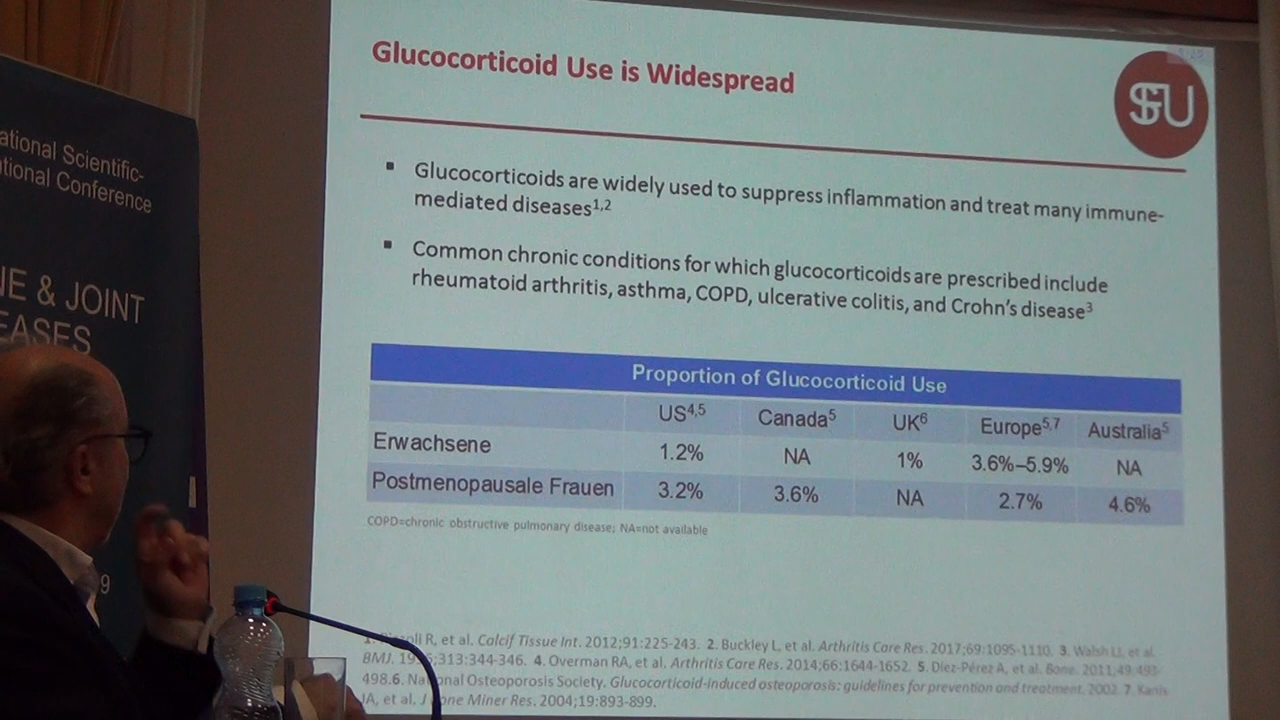 Glucocorticoid Use is Widespread
SFU
ational Scientific-
tional Conference
NE & JOINT
EASES
9
▪ Glucocorticoids are widely used to suppress inflammation and treat many immune-
mediated diseases1,2
▪ Common chronic conditions for which glucocorticoids are prescribed include
rheumatoid arthritis, asthma, COPD, ulcerative colitis, and Crohn's disease3
Proportion of Glucocorticoid Use
US4,5 Canada5 UK6 Europe5,7 Australia5
Erwachsene 1.2% NA 1% 3.6%–5.9% NA
Postmenopausale Frauen 3.2% 3.6% NA 2.7% 4.6%
COPD=chronic obstructive pulmonary disease; NA=not available
1. R, et al. Calcif Tissue Int. 2012;91:225-243. 2. Buckley L, et al. Arthritis Care Res. 2017;69:1095-1110. 3. Walsh LJ, et al.
BMJ. ;313:344-346. 4. Overman RA, et al. Arthritis Care Res. 2014;66:1644-1652. 5. Díez-Pérez A, et al. Bone. 2011;49:493-
498.6. National Osteoporosis Society. Glucocorticoid-induced osteoporosis: guidelines for prevention and treatment. 2002. 7. Kanis
JA, et al. J Bone Miner Res. 2004;19:893-899.